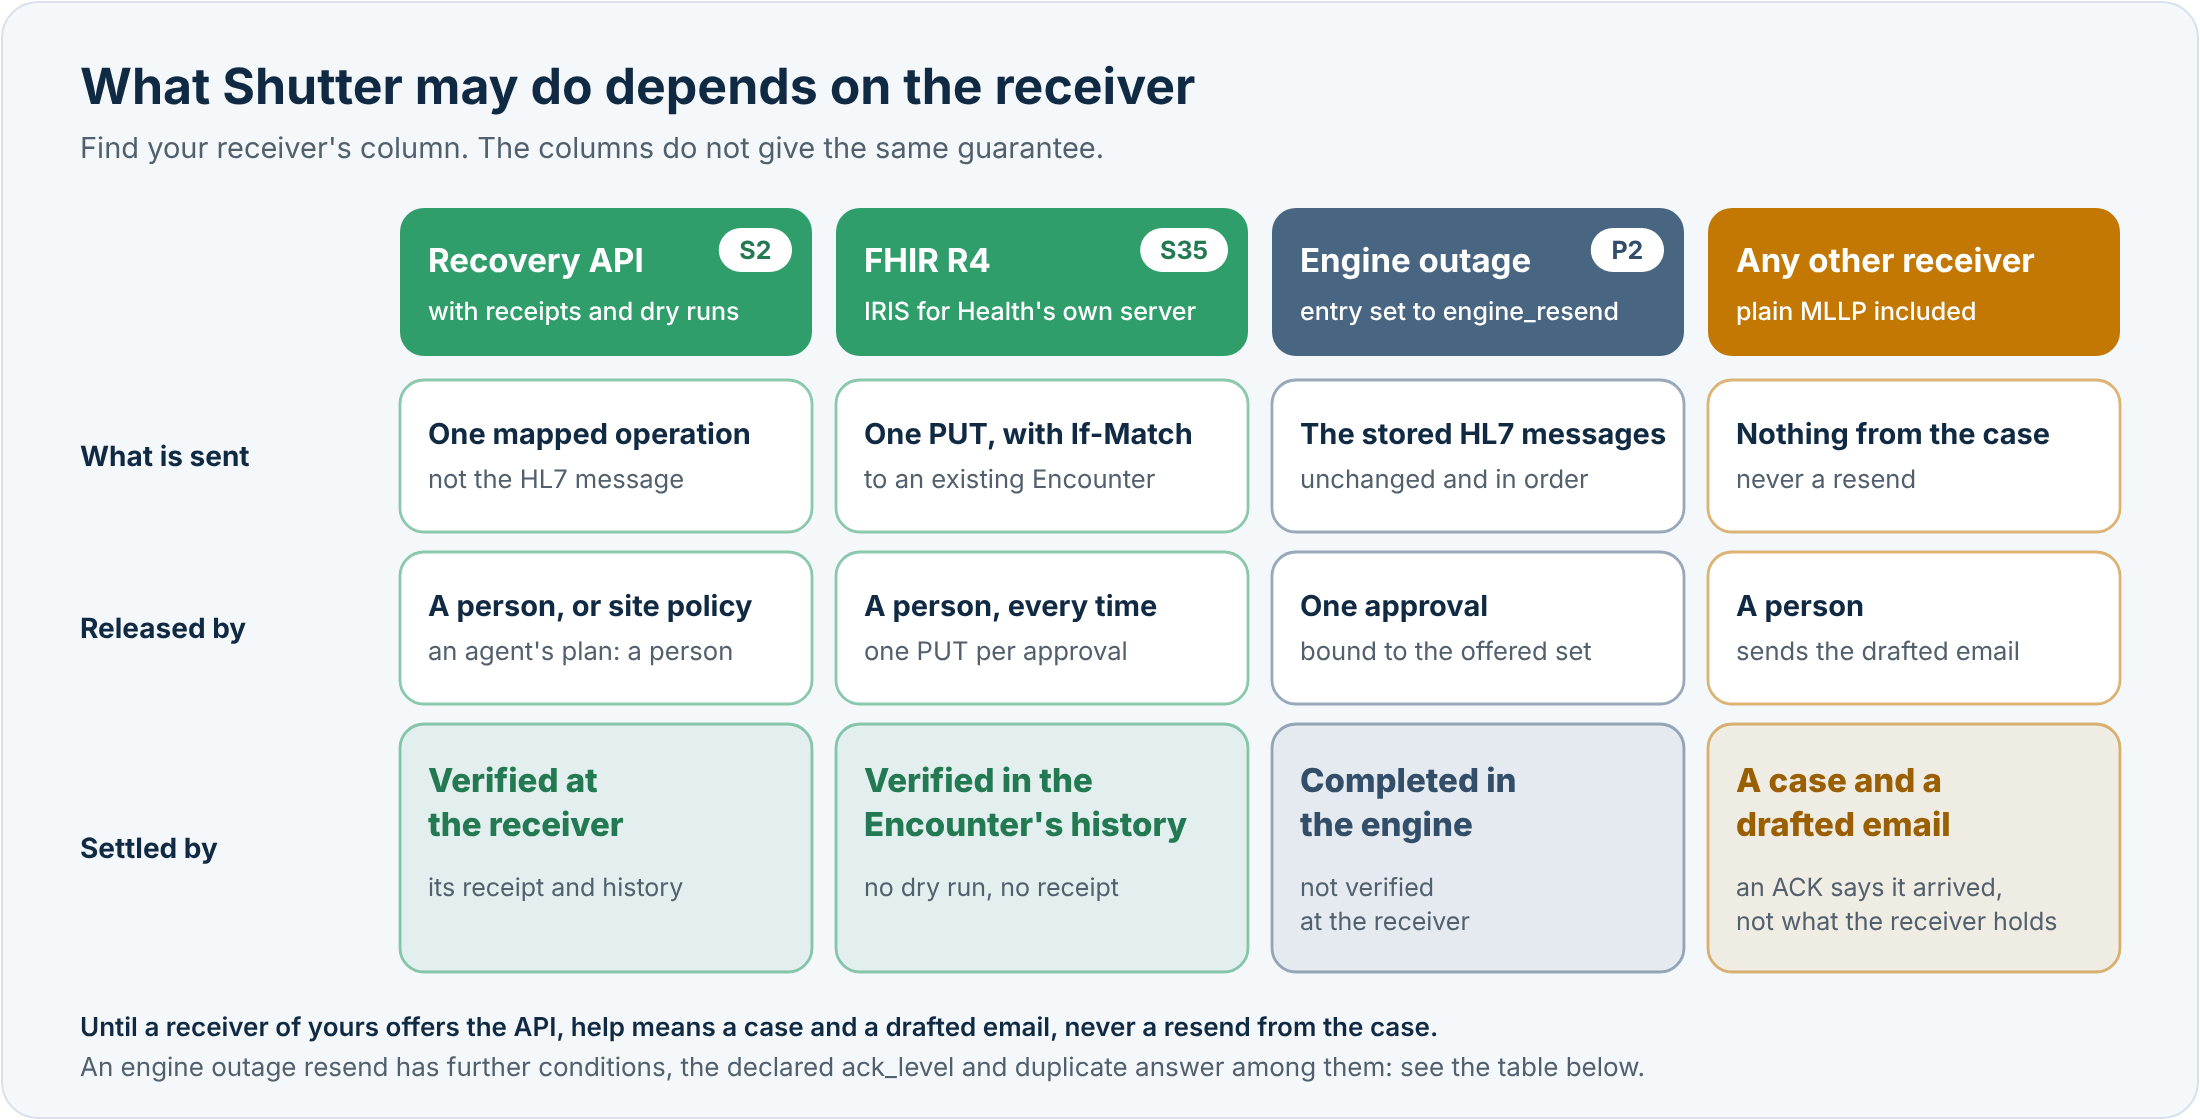 What Shutter may do depends on the receiver
Find your receiver's column. The columns do not give the same guarantee.
Recovery API
S2
with receipts and dry runs
FHIR R4
S35
IRIS for Health's own server
Engine outage
P2
entry set to engine_resend
Any other receiver
plain MLLP included
What is sent
One mapped operation
not the HL7 message
One PUT, with If-Match
to an existing Encounter
The stored HL7 messages
unchanged and in order
Nothing from the case
never a resend
Released by
A person, or site policy
an agent's plan: a person
A person, every time
one PUT per approval
One approval
bound to the offered set
A person
sends the drafted email
Settled by
Verified at
the receiver
its receipt and history
Verified in the
Encounter's history
no dry run, no receipt
Completed in
the engine
not verified
at the receiver
A case and a
drafted email
an ACK says it arrived,
not what the receiver holds
Until a receiver of yours offers the API, help means a case and a drafted email, never a resend from the case.
An engine outage resend has further conditions, the declared ack_level and duplicate answer among them: see the table below.